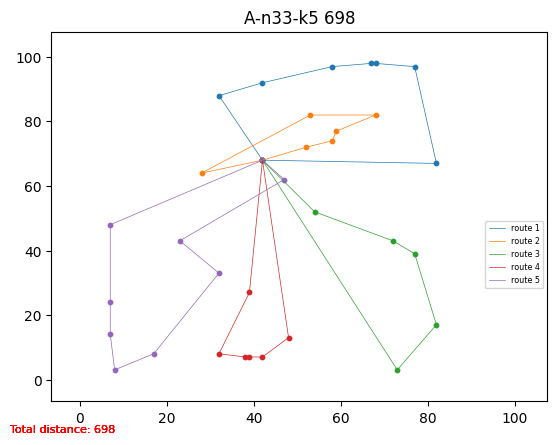 A-n33-k5 698
100
80
60
40
20
0
route 1
route 2
route 3
route 4
route 5
0 20 40 60 80 100
Total distance: 698